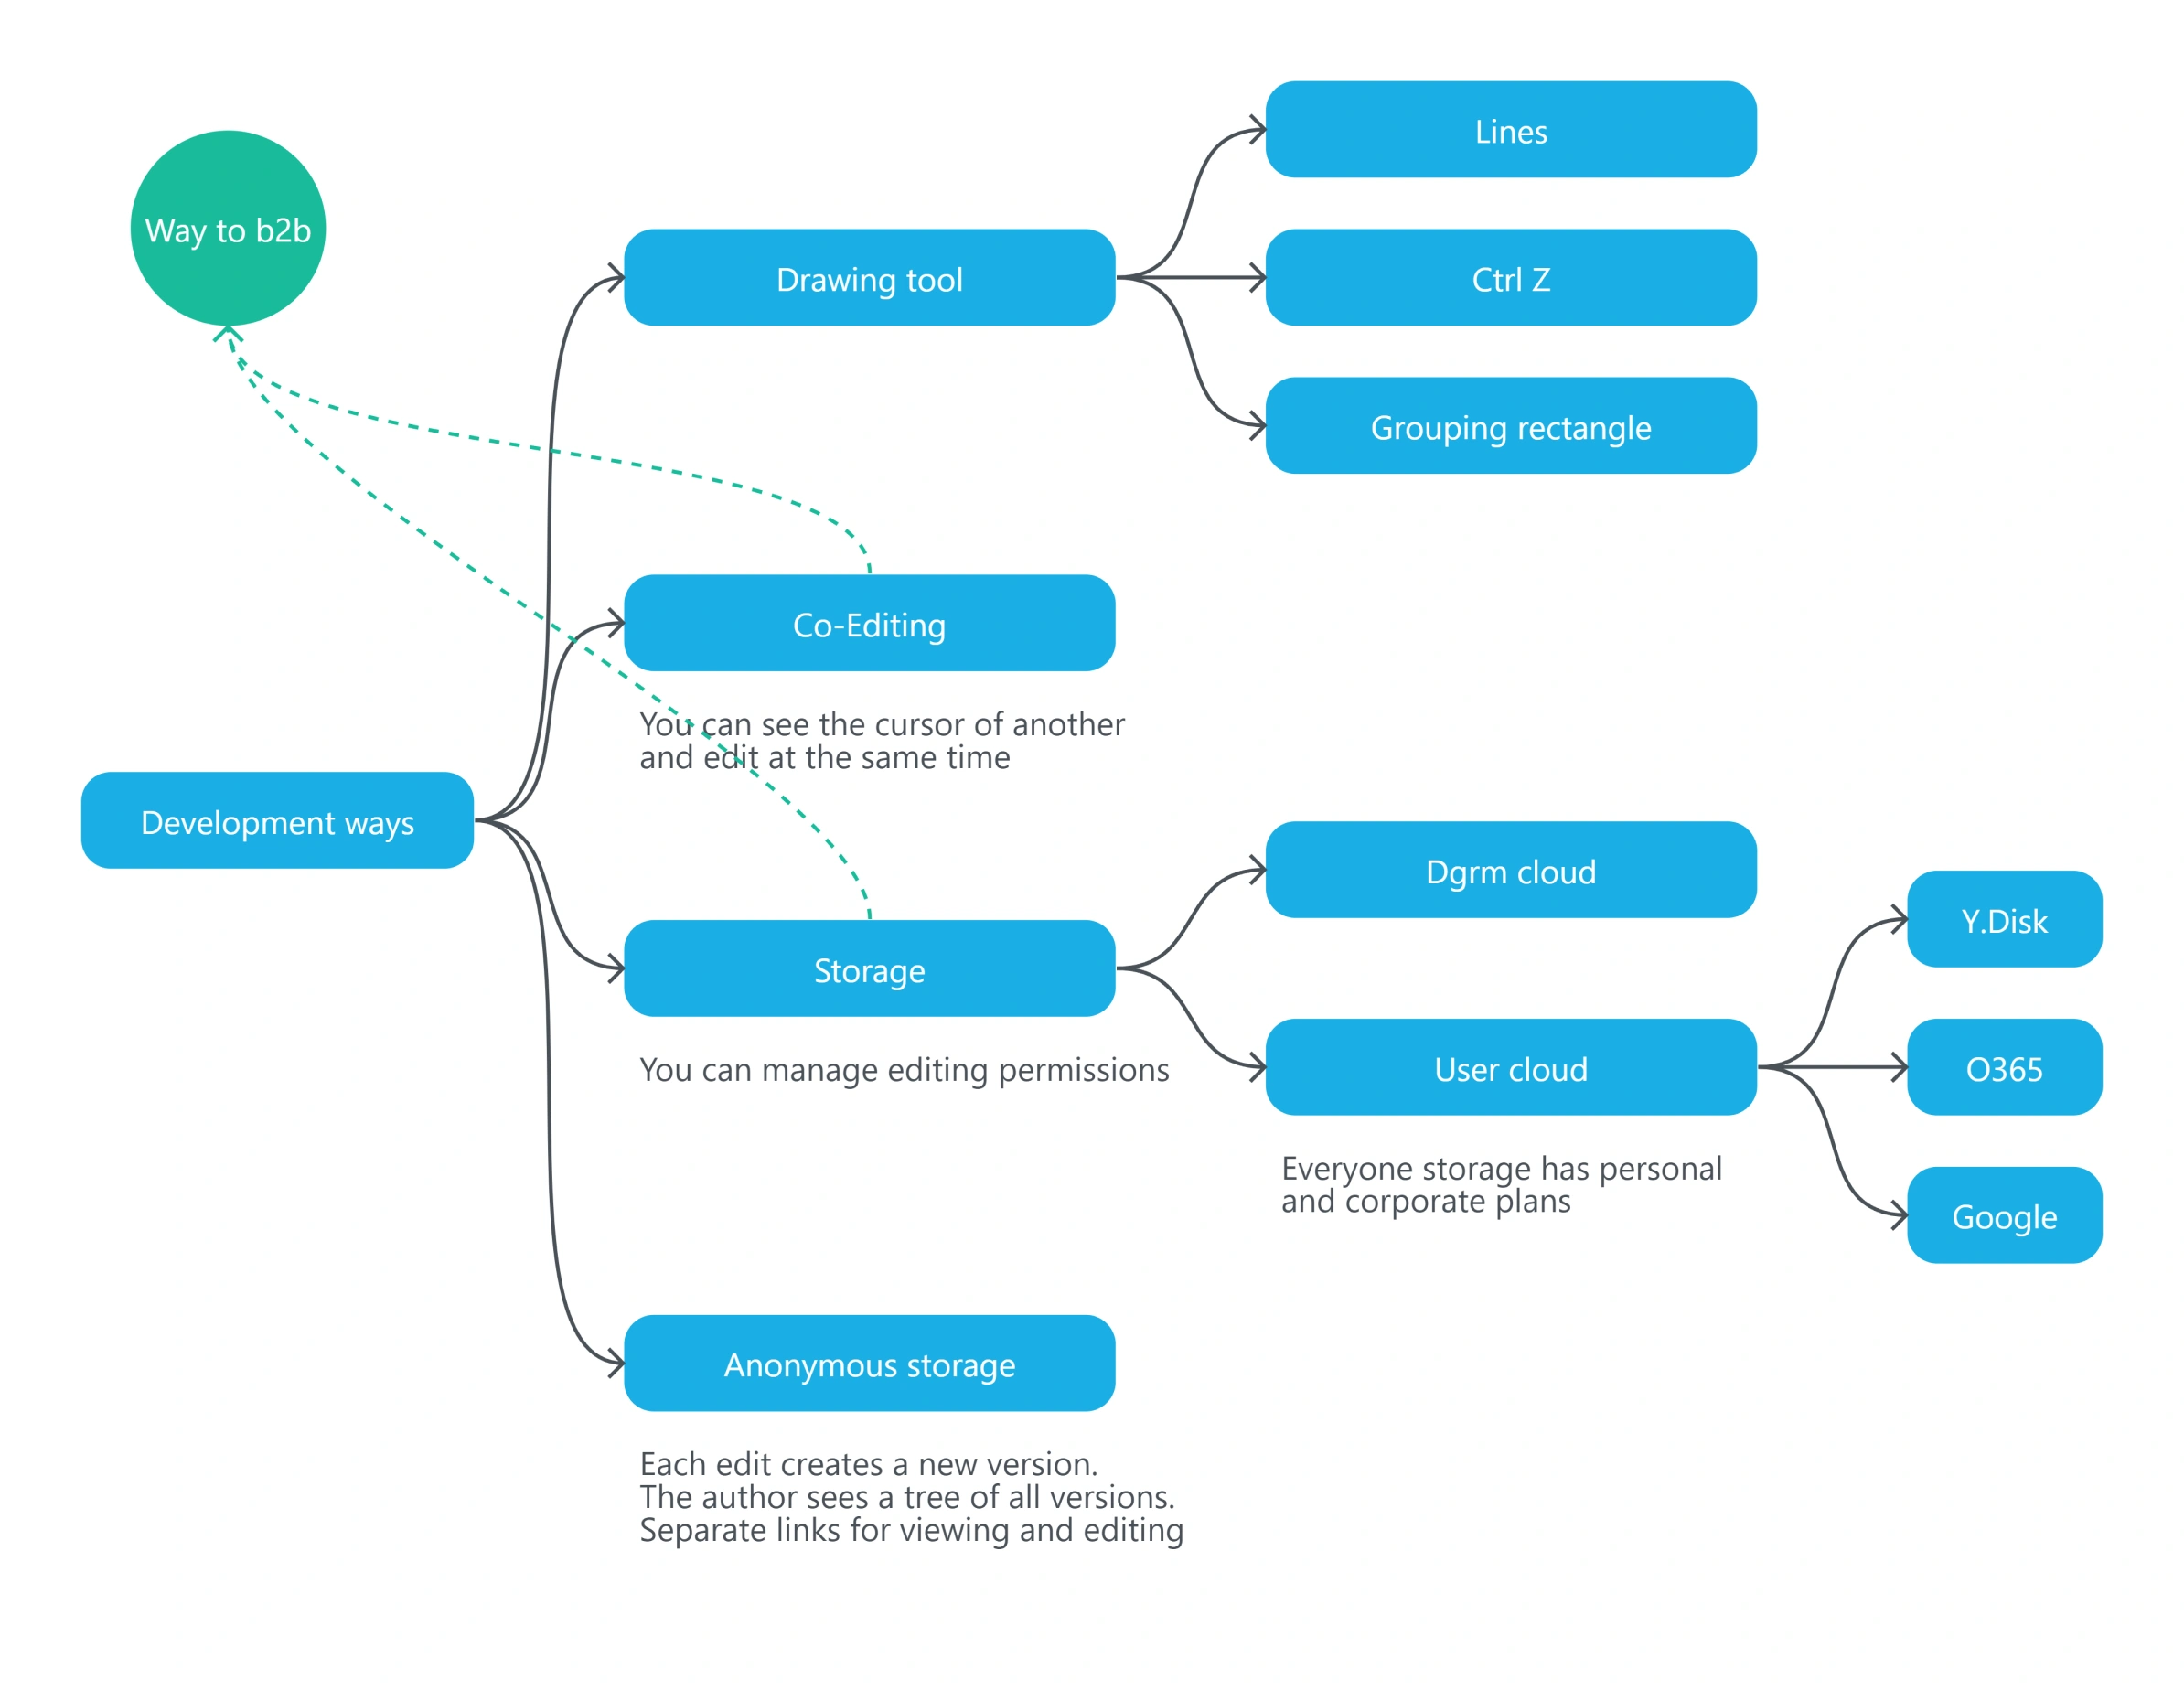 Way to b2b
Development ways
Drawing tool
Lines
Ctrl Z
Grouping rectangle
Co-Editing
You can see the cursor of another
and edit at the same time
Storage
You can manage editing permissions
Dgrm cloud
User cloud
Everyone storage has personal
and corporate plans
Y.Disk
O365
Google
Anonymous storage
Each edit creates a new version.
The author sees a tree of all versions.
Separate links for viewing and editing